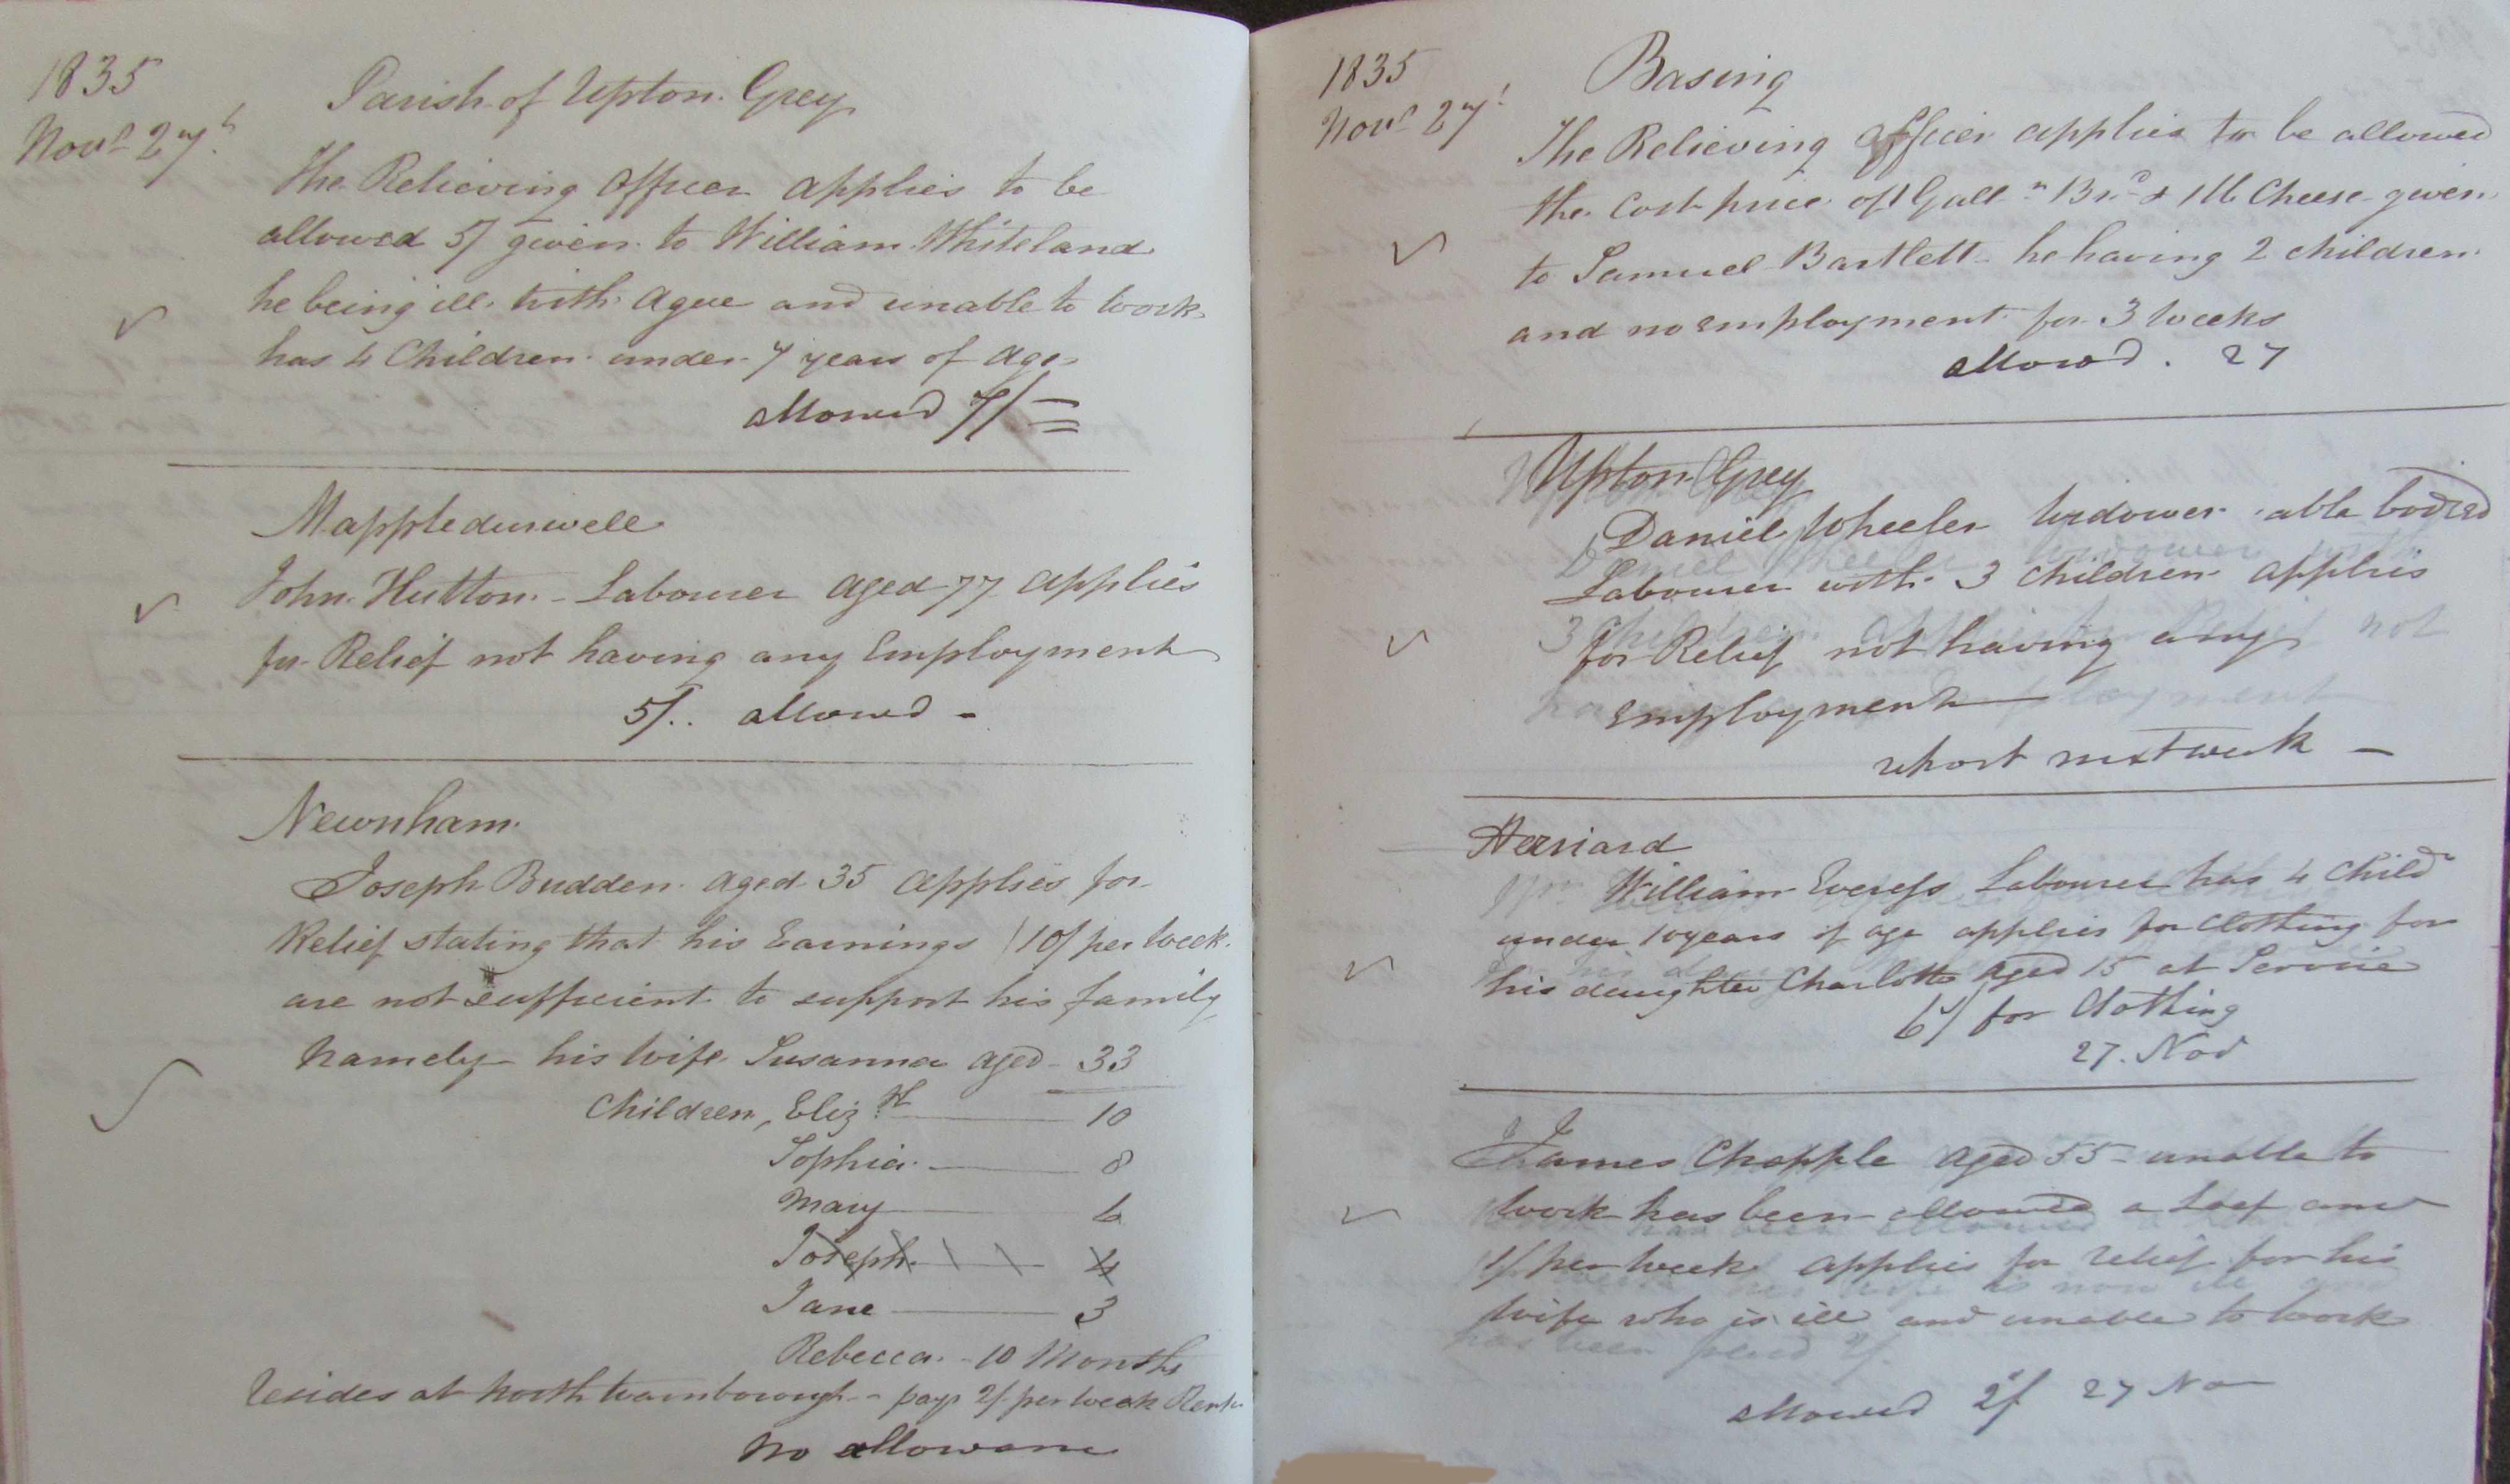 1835
Novr 27th
Parish of Upton Grey
The Relieving Officer applies to be
allowed 5/ given to William Whiteland
he being ill with Ague and unable to work
has 4 Children under 7 years of age
allowed 7/-
Mappledurwell
John Hutton - Labourer aged 77 applies
for Relief not having any Employment
5/.. allowed -
Newnham
Joseph Budden aged 35 applies for
Relief stating that his Earnings 10/ per week
are not sufficient to support his family
Namely his wife Susanna aged - 33
Children, Elizth 10
Sophia 8
Mary 6
Joseph 4
Jane 3
Rebecca - 10 Months
Resides at North Warnborough - pays 2/ per week Rent
No allowance
1835
Novr 27th
Basing
The Relieving Officer applies to be allowed
the Cost price of 1 Galln Brd & 1 lb Cheese given
to Samuel Bartlett he having 2 children
and no employment for 3 weeks
allowd. 27
Upton Grey
Daniel Wheeler Widower able bodied
Labourer with 3 Children applies
for Relief not having any
employment
report next week -
Herriard
William Eversfs Labourer has 4 Child
under 10 years of age applies for Clothing for
his daughter Charlotte aged 15 at Service
6/ for Clothing
27. Nov
James Chapple aged 55 - unable to
work has been allowed a Loaf and
1/ per week applies for relief for his
wife who is ill and unable to work
allowed 2/ 27 Nov